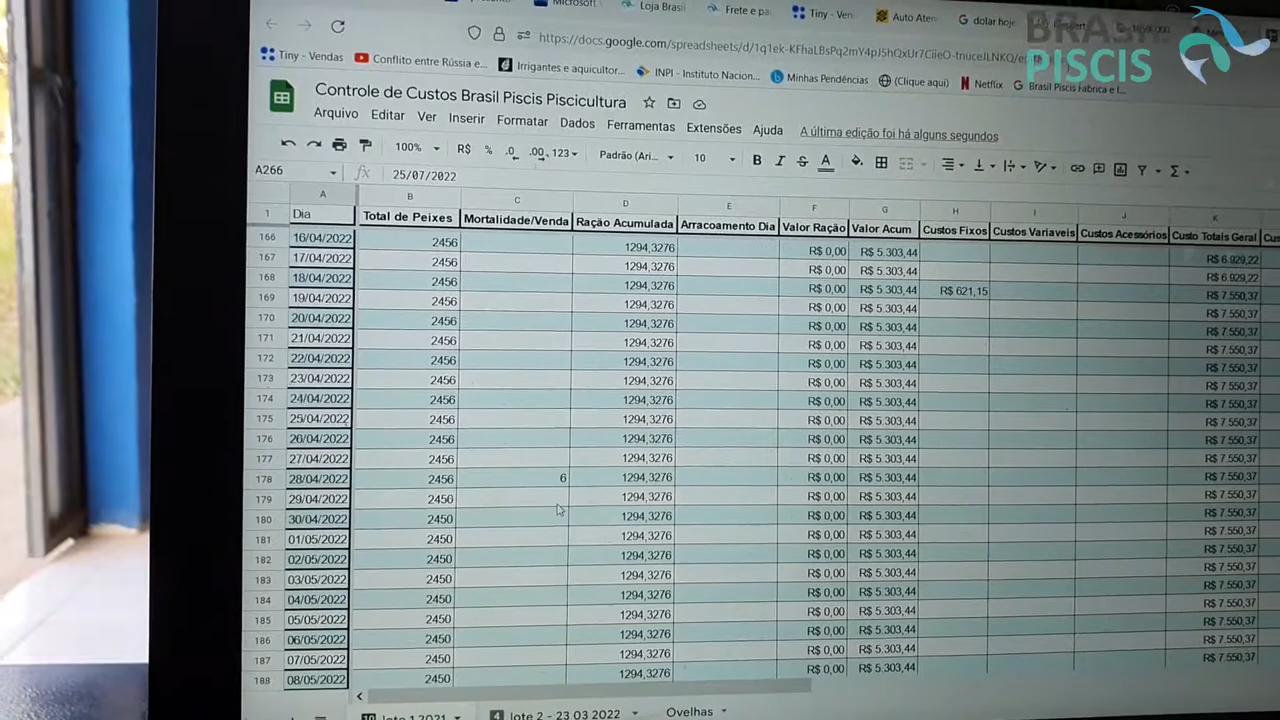 Microsoft
Loja Brasil
Frete e pa
Tiny - Ven
Auto Aten
dolar hoje
BRASIL PISCIS
https://docs.google.com/spreadsheets/d/1q1ek-KFhaLBsPq2mY4pJ5hQxUr7CiieO-tnuceJLNKQ/e
Tiny - Vendas Conflito entre Rússia e... Irrigantes e aquicultor... INPI - Instituto Nacion... Minhas Pendências (Clique aqui) Netflix Brasil Piscis Fabrica e I...
Controle de Custos Brasil Piscis Piscicultura
Arquivo Editar Ver Inserir Formatar Dados Ferramentas Extensões Ajuda A última edição foi há alguns segundos
100% R$ % .0 .00 123 Padrão (Ari... 10 B I S A
A266 fx 25/07/2022
A B C D E F G H I J K
1 Dia Total de Peixes Mortalidade/Venda Ração Acumulada Arracoamento Dia Valor Ração Valor Acum Custos Fixos Custos Variaveis Custos Acessórios Custo Totais Geral Cus
166 16/04/2022 2456 1294,3276 R$ 0,00 R$ 5.303,44 R$ 6.929,22
167 17/04/2022 2456 1294,3276 R$ 0,00 R$ 5.303,44 R$ 6.929,22
168 18/04/2022 2456 1294,3276 R$ 0,00 R$ 5.303,44 R$ 621,15 R$ 7.550,37
169 19/04/2022 2456 1294,3276 R$ 0,00 R$ 5.303,44 R$ 7.550,37
170 20/04/2022 2456 1294,3276 R$ 0,00 R$ 5.303,44 R$ 7.550,37
171 21/04/2022 2456 1294,3276 R$ 0,00 R$ 5.303,44 R$ 7.550,37
172 22/04/2022 2456 1294,3276 R$ 0,00 R$ 5.303,44 R$ 7.550,37
173 23/04/2022 2456 1294,3276 R$ 0,00 R$ 5.303,44 R$ 7.550,37
174 24/04/2022 2456 1294,3276 R$ 0,00 R$ 5.303,44 R$ 7.550,37
175 25/04/2022 2456 1294,3276 R$ 0,00 R$ 5.303,44 R$ 7.550,37
176 26/04/2022 2456 1294,3276 R$ 0,00 R$ 5.303,44 R$ 7.550,37
177 27/04/2022 2456 1294,3276 R$ 0,00 R$ 5.303,44 R$ 7.550,37
178 28/04/2022 2456 6 1294,3276 R$ 0,00 R$ 5.303,44 R$ 7.550,37
179 29/04/2022 2450 1294,3276 R$ 0,00 R$ 5.303,44 R$ 7.550,37
180 30/04/2022 2450 1294,3276 R$ 0,00 R$ 5.303,44 R$ 7.550,37
181 01/05/2022 2450 1294,3276 R$ 0,00 R$ 5.303,44 R$ 7.550,37
182 02/05/2022 2450 1294,3276 R$ 0,00 R$ 5.303,44 R$ 7.550,37
183 03/05/2022 2450 1294,3276 R$ 0,00 R$ 5.303,44 R$ 7.550,37
184 04/05/2022 2450 1294,3276 R$ 0,00 R$ 5.303,44 R$ 7.550,37
185 05/05/2022 2450 1294,3276 R$ 0,00 R$ 5.303,44 R$ 7.550,37
186 06/05/2022 2450 1294,3276 R$ 0,00 R$ 5.303,44 R$ 7.550,37
187 07/05/2022 2450 1294,3276 R$ 0,00 R$ 5.303,44 R$ 7.550,37
188 08/05/2022 2450 1294,3276 R$ 0,00 R$ 5.303,44 R$ 7.550,37
10 lote 1 2021 4 lote 2 - 23 03 2022 Ovelhas